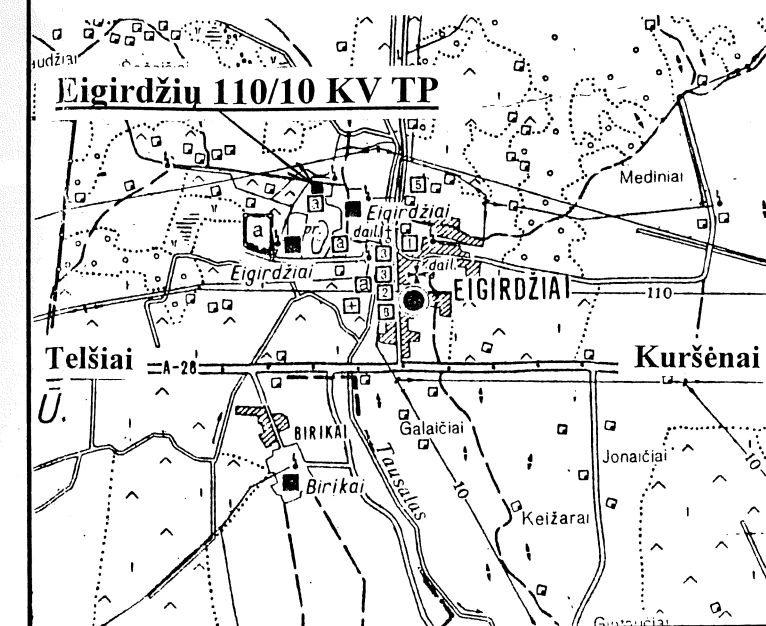 Eigirdžių 110/10 KV TP
Mediniai
5
a
Eigirdžiai
a
pr.
dail.
1
a
3
3
dail.
Eigirdžiai
a
2
EIGIRDŽIAI
110
8
Telšiai
A-28
Kuršėnai
Ū.
BIRIKAI
Galaičiai
Jonaičiai
10
Tausalas
10
Birikai
Keižarai